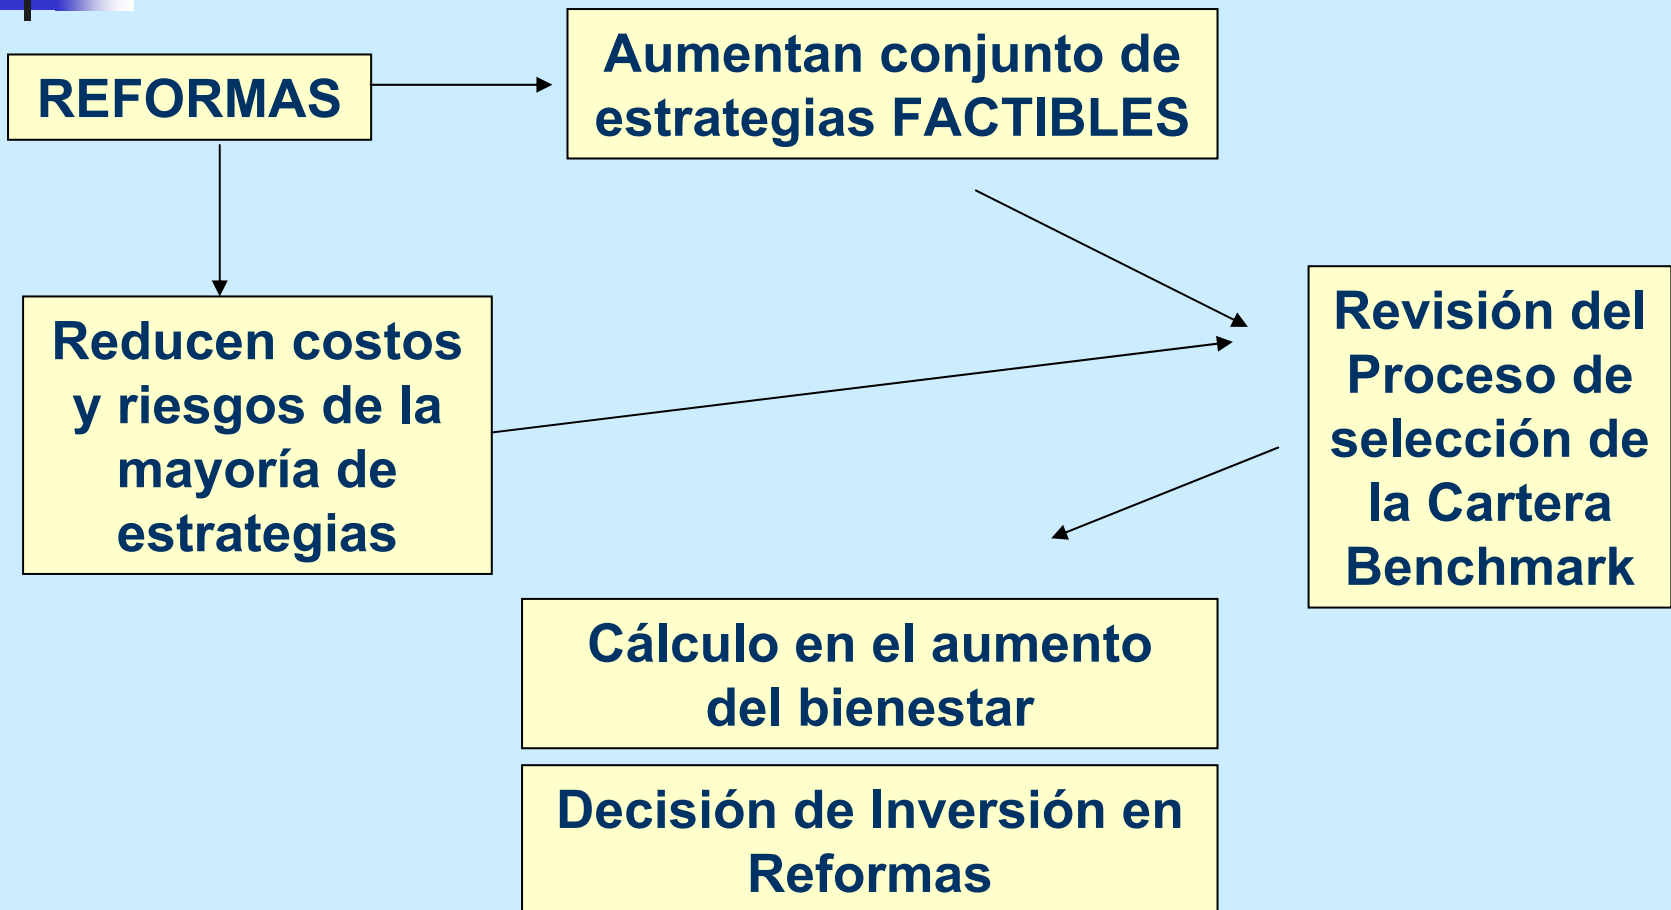 REFORMAS
Aumentan conjunto de
estrategias FACTIBLES
Reducen costos
y riesgos de la
mayoría de
estrategias
Revisión del
Proceso de
selección de
la Cartera
Benchmark
Cálculo en el aumento
del bienestar
Decisión de Inversión en
Reformas